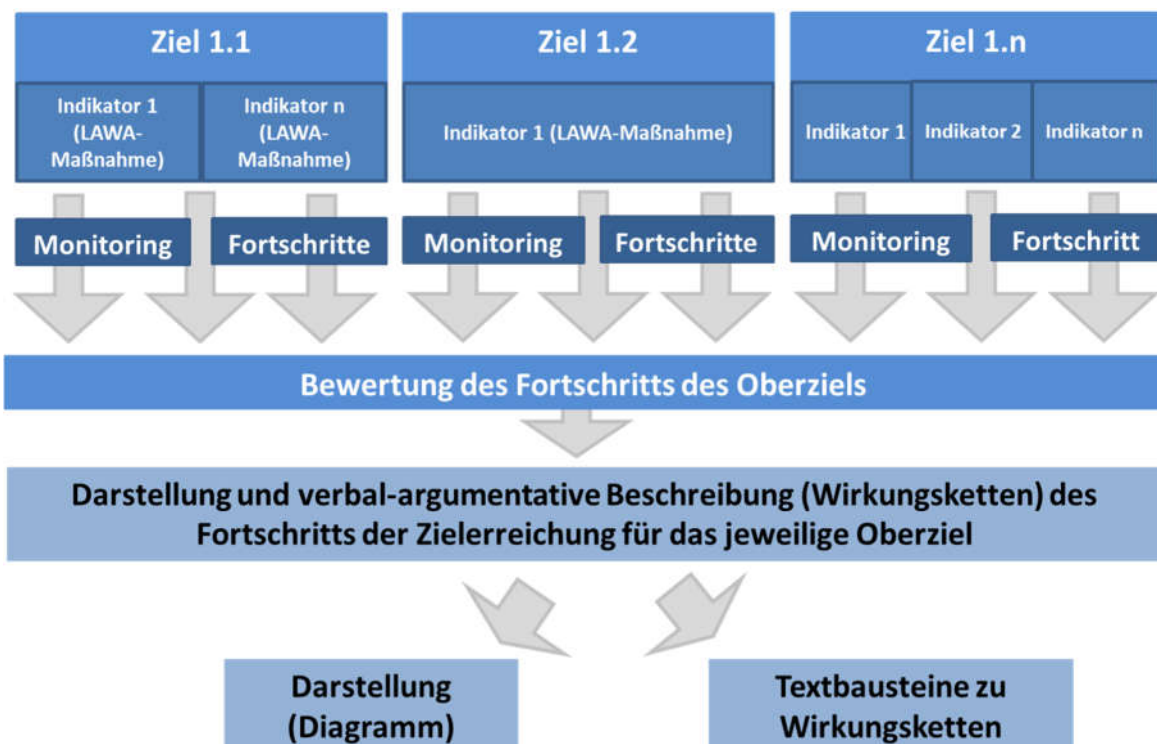 Ziel 1.1
Ziel 1.2
Ziel 1.n
Indikator 1
(LAWA-
Maßnahme)
Indikator n
(LAWA-
Maßnahme)
Indikator 1 (LAWA-Maßnahme)
Indikator 1
Indikator 2
Indikator n
Monitoring
Fortschritte
Monitoring
Fortschritte
Monitoring
Fortschritt
Bewertung des Fortschritts des Oberziels
Darstellung und verbal-argumentative Beschreibung (Wirkungsketten) des
Fortschritts der Zielerreichung für das jeweilige Oberziel
Darstellung
(Diagramm)
Textbausteine zu
Wirkungsketten